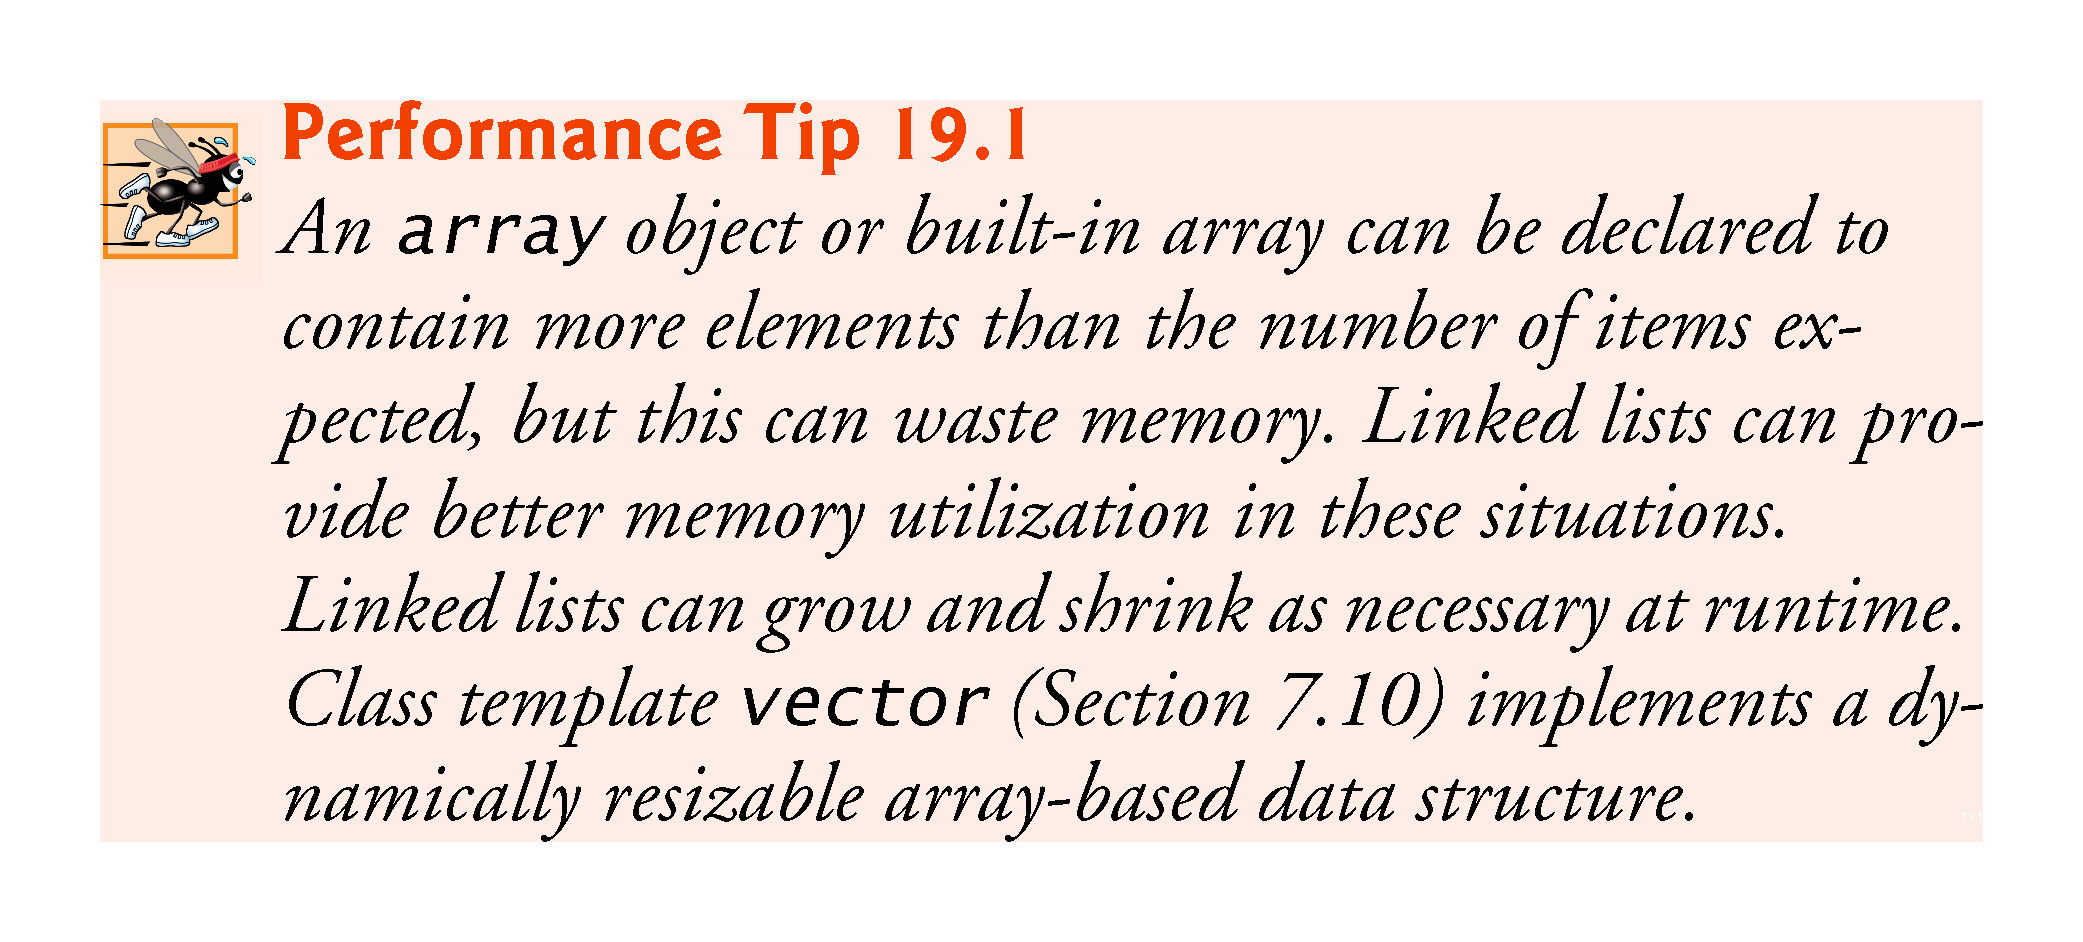 Performance Tip 19.1
An array object or built-in array can be declared to
contain more elements than the number of items ex-
pected, but this can waste memory. Linked lists can pro-
vide better memory utilization in these situations.
Linked lists can grow and shrink as necessary at runtime.
Class template vector (Section 7.10) implements a dy-
namically resizable array-based data structure.
191